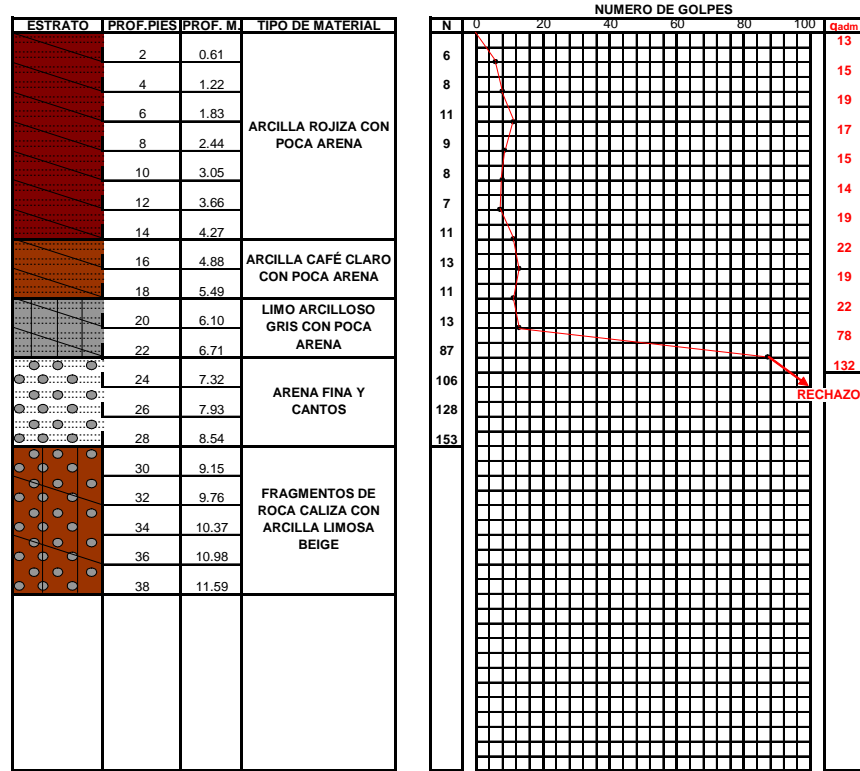 NUMERO DE GOLPES
ESTRATO PROF.PIES PROF. M. TIPO DE MATERIAL N 0 20 40 60 80 100 qadm
13
2 0.61 6
15
4 1.22 8
19
6 1.83 11
ARCILLA ROJIZA CON
17
POCA ARENA
8 2.44 9
15
10 3.05 8
14
12 3.66 7
19
14 4.27 11
22
16 4.88 ARCILLA CAFÉ CLARO 13
CON POCA ARENA
19
18 5.49 11
LIMO ARCILLOSO
22
20 6.10 GRIS CON POCA 13
78
ARENA
22 6.71 87
132
24 7.32 106
ARENA FINA Y
RECHAZO
26 7.93 CANTOS 128
28 8.54 153
30 9.15
32 9.76 FRAGMENTOS DE
ROCA CALIZA CON
34 10.37 ARCILLA LIMOSA
BEIGE
36 10.98
38 11.59